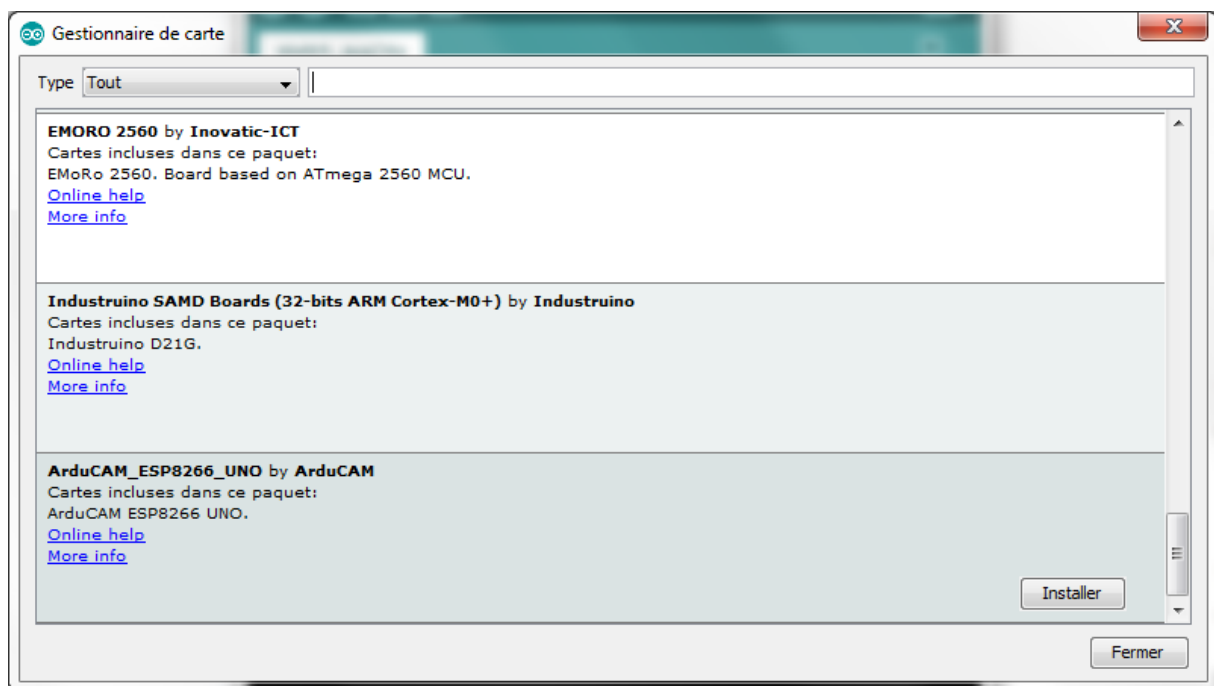 Gestionnaire de carte
Type Tout
EMORO 2560 by Inovatic-ICT
Cartes incluses dans ce paquet:
EMoRo 2560. Board based on ATmega 2560 MCU.
Online help
More info
Industruino SAMD Boards (32-bits ARM Cortex-M0+) by Industruino
Cartes incluses dans ce paquet:
Industruino D21G.
Online help
More info
ArduCAM_ESP8266_UNO by ArduCAM
Cartes incluses dans ce paquet:
ArduCAM ESP8266 UNO.
Online help
More info
Installer
Fermer